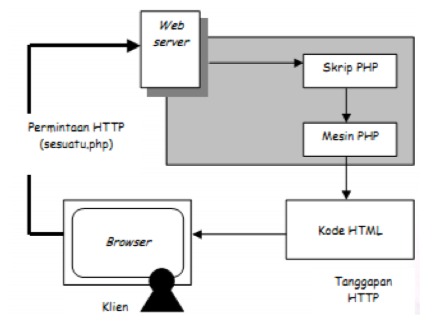 Web
server
Skrip PHP
Permintaan HTTP
(sesuatu,php)
Mesin PHP
Browser
Kode HTML
Tanggapan
HTTP
Klien